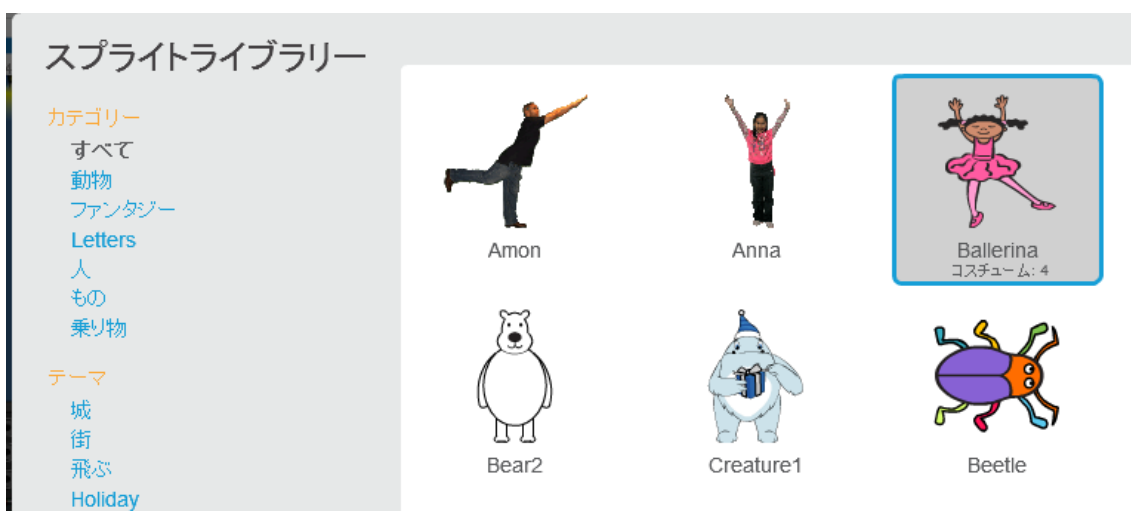 スプライトライブラリー
カテゴリー
すべて
動物
ファンタジー
Letters
人
もの
乗り物
テーマ
城
街
飛ぶ
Holiday
Amon
Anna
Ballerina
コスチューム: 4
Bear2
Creature1
Beetle